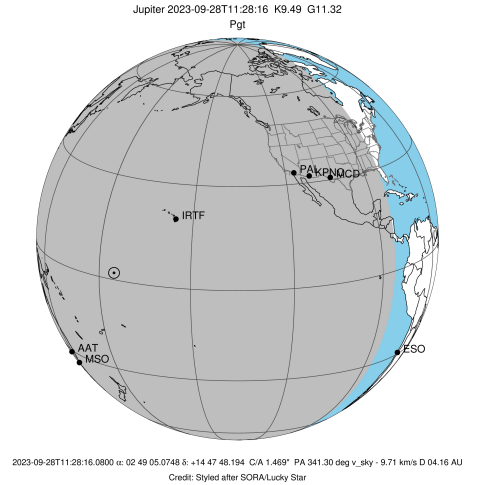 Jupiter 2023-09-28T11:28:16 K9.49 G11.32
Pgt
PAL
KPNO
MCD
IRTF
AAT
MSO
ESO
2023-09-28T11:28:16.0800 α: 02 49 05.0748 δ: +14 47 48.194 C/A 1.469" PA 341.30 deg v_sky - 9.71 km/s D 04.16 AU
Credit: Styled after SORA/Lucky Star